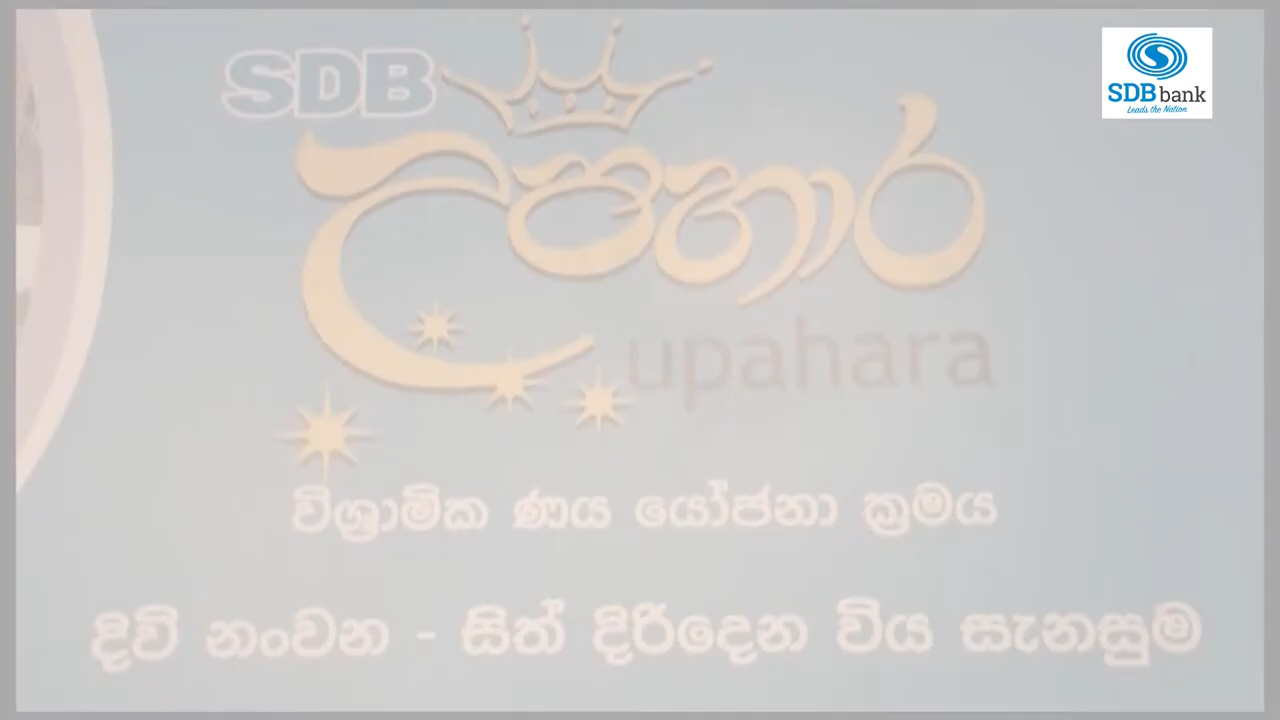 SDB
උපහාර
upahara
විශ්‍රාමික ණය යෝජනා ක්‍රමය
දිවි නංවන - සිත් දිරිදෙන විය සැනසුම
SDB bank
Leads the Nation